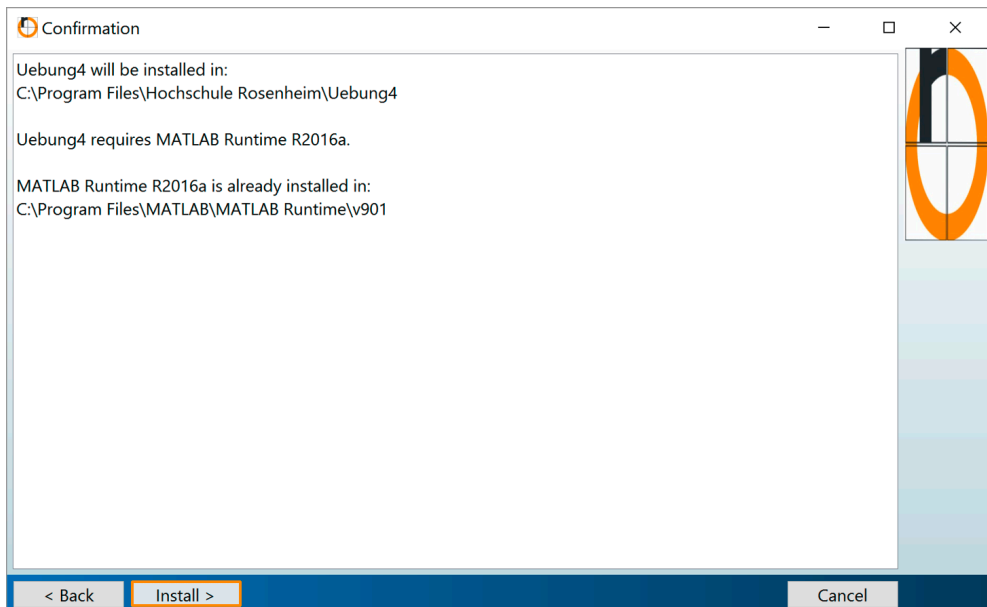 Confirmation
Uebung4 will be installed in:
C:\Program Files\Hochschule Rosenheim\Uebung4
Uebung4 requires MATLAB Runtime R2016a.
MATLAB Runtime R2016a is already installed in:
C:\Program Files\MATLAB\MATLAB Runtime\v901
< Back Install > Cancel